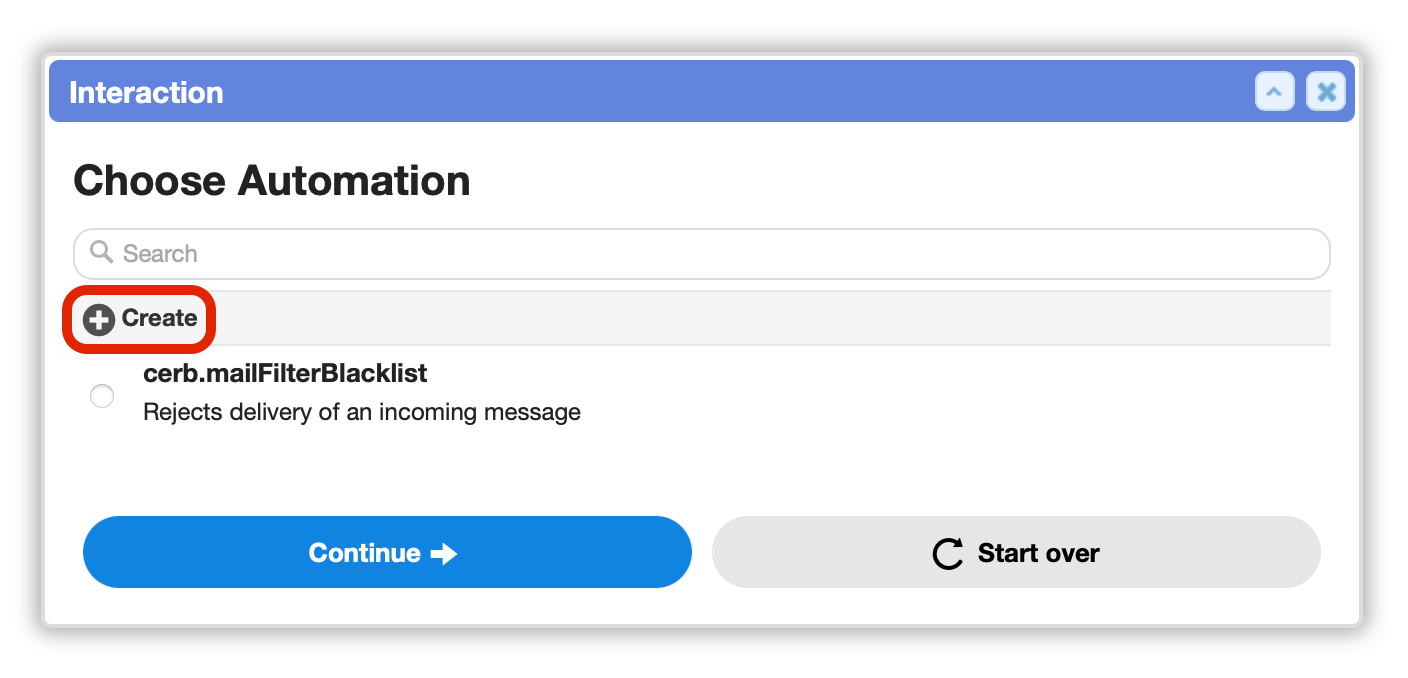 Interaction
Choose Automation
Search
Create
cerb.mailFilterBlacklist
Rejects delivery of an incoming message
Continue
Start over